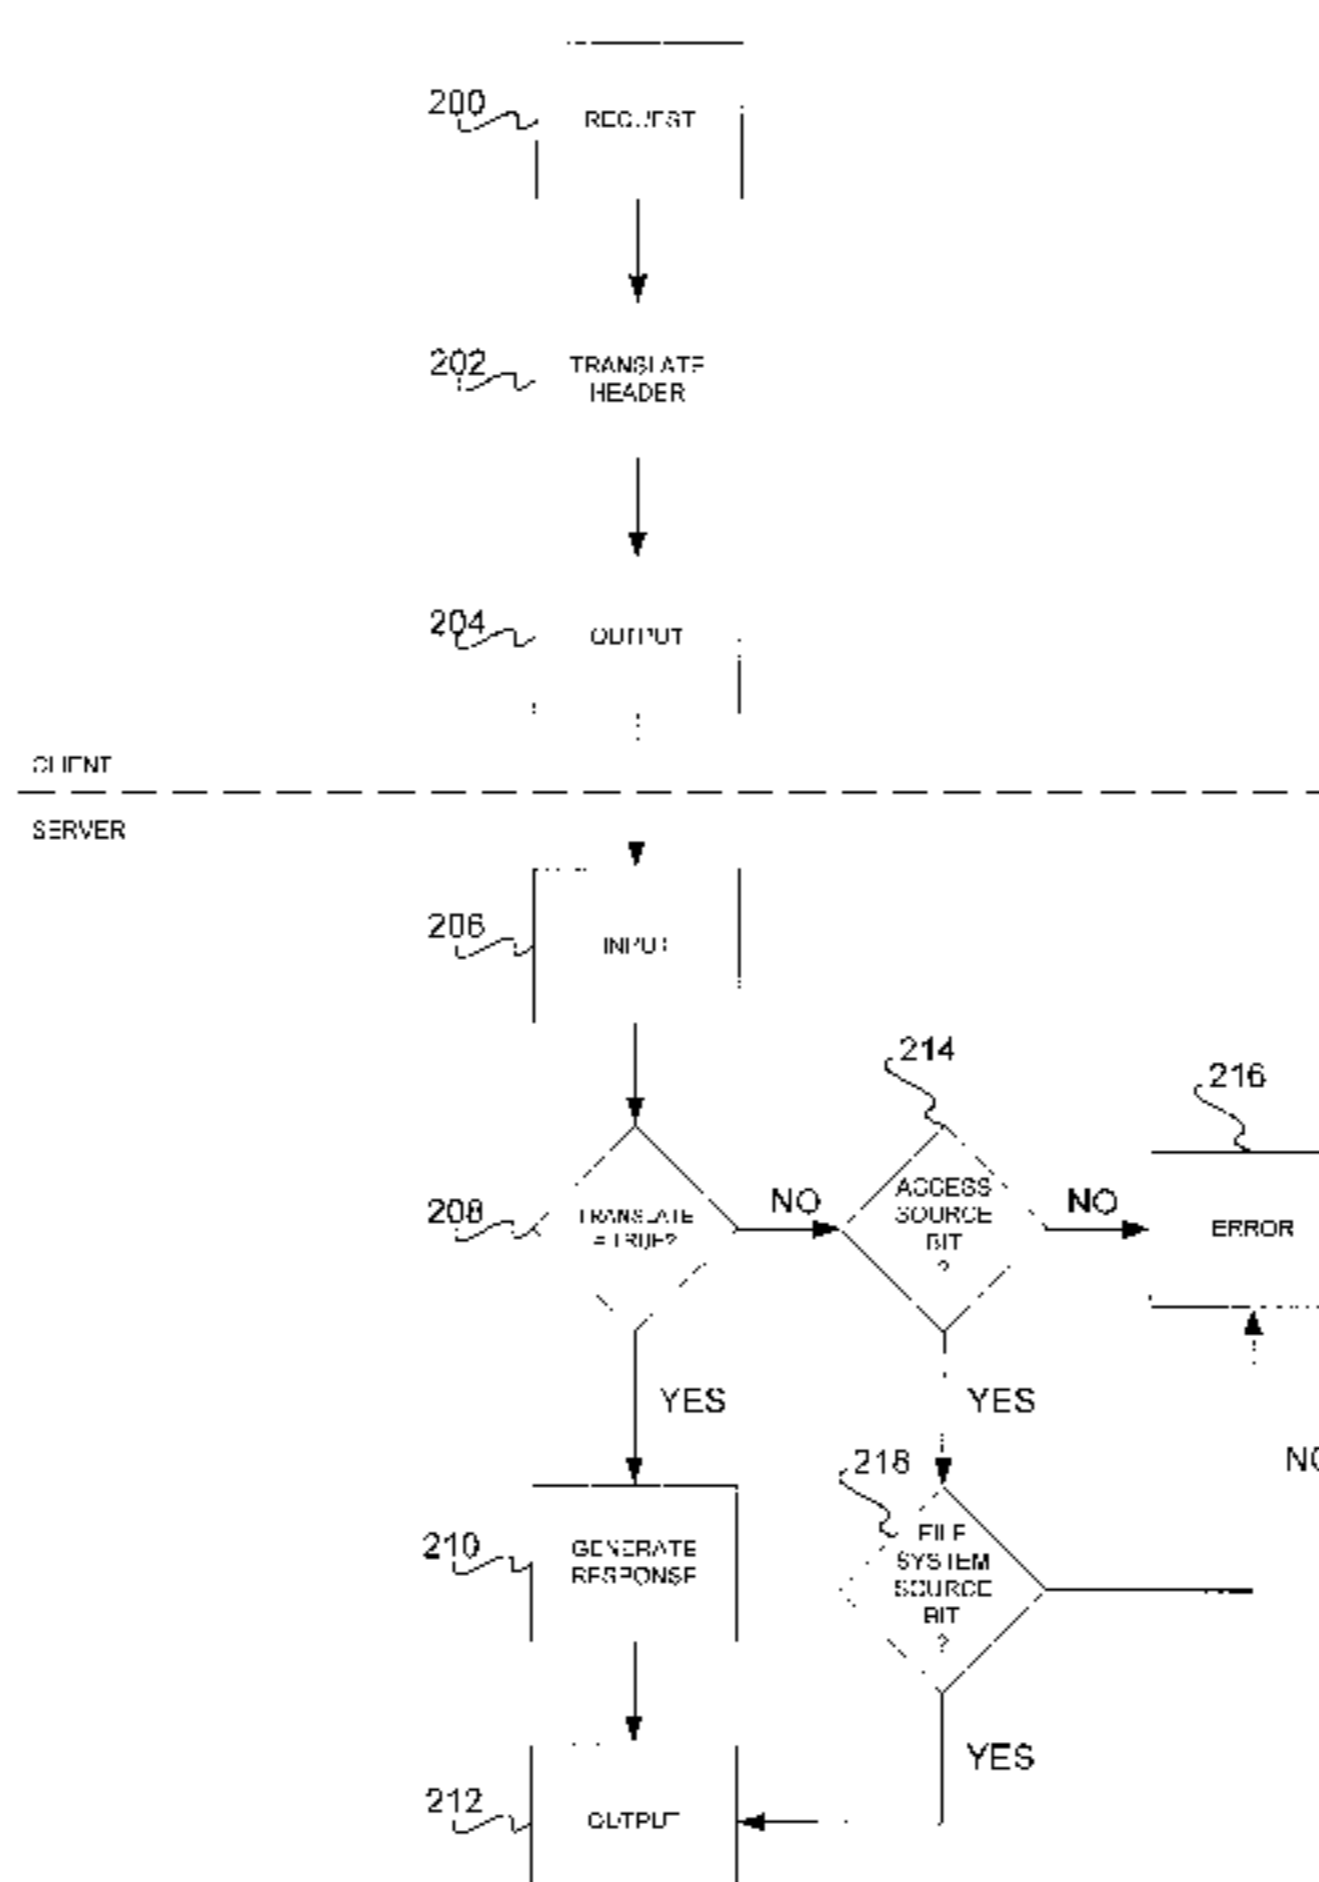 200
REQUEST
202
TRANSLATE
HEADER
204
OUTPUT
CLIENT
SERVER
206
INPUT
214
216
208
TRANSLATE
= TRUE?
NO
ACCESS
SOURCE
BIT
?
NO
ERROR
YES
YES
218
NO
210
GENERATE
RESPONSE
FILE
SYSTEM
SOURCE
BIT
?
212
OUTPUT
YES